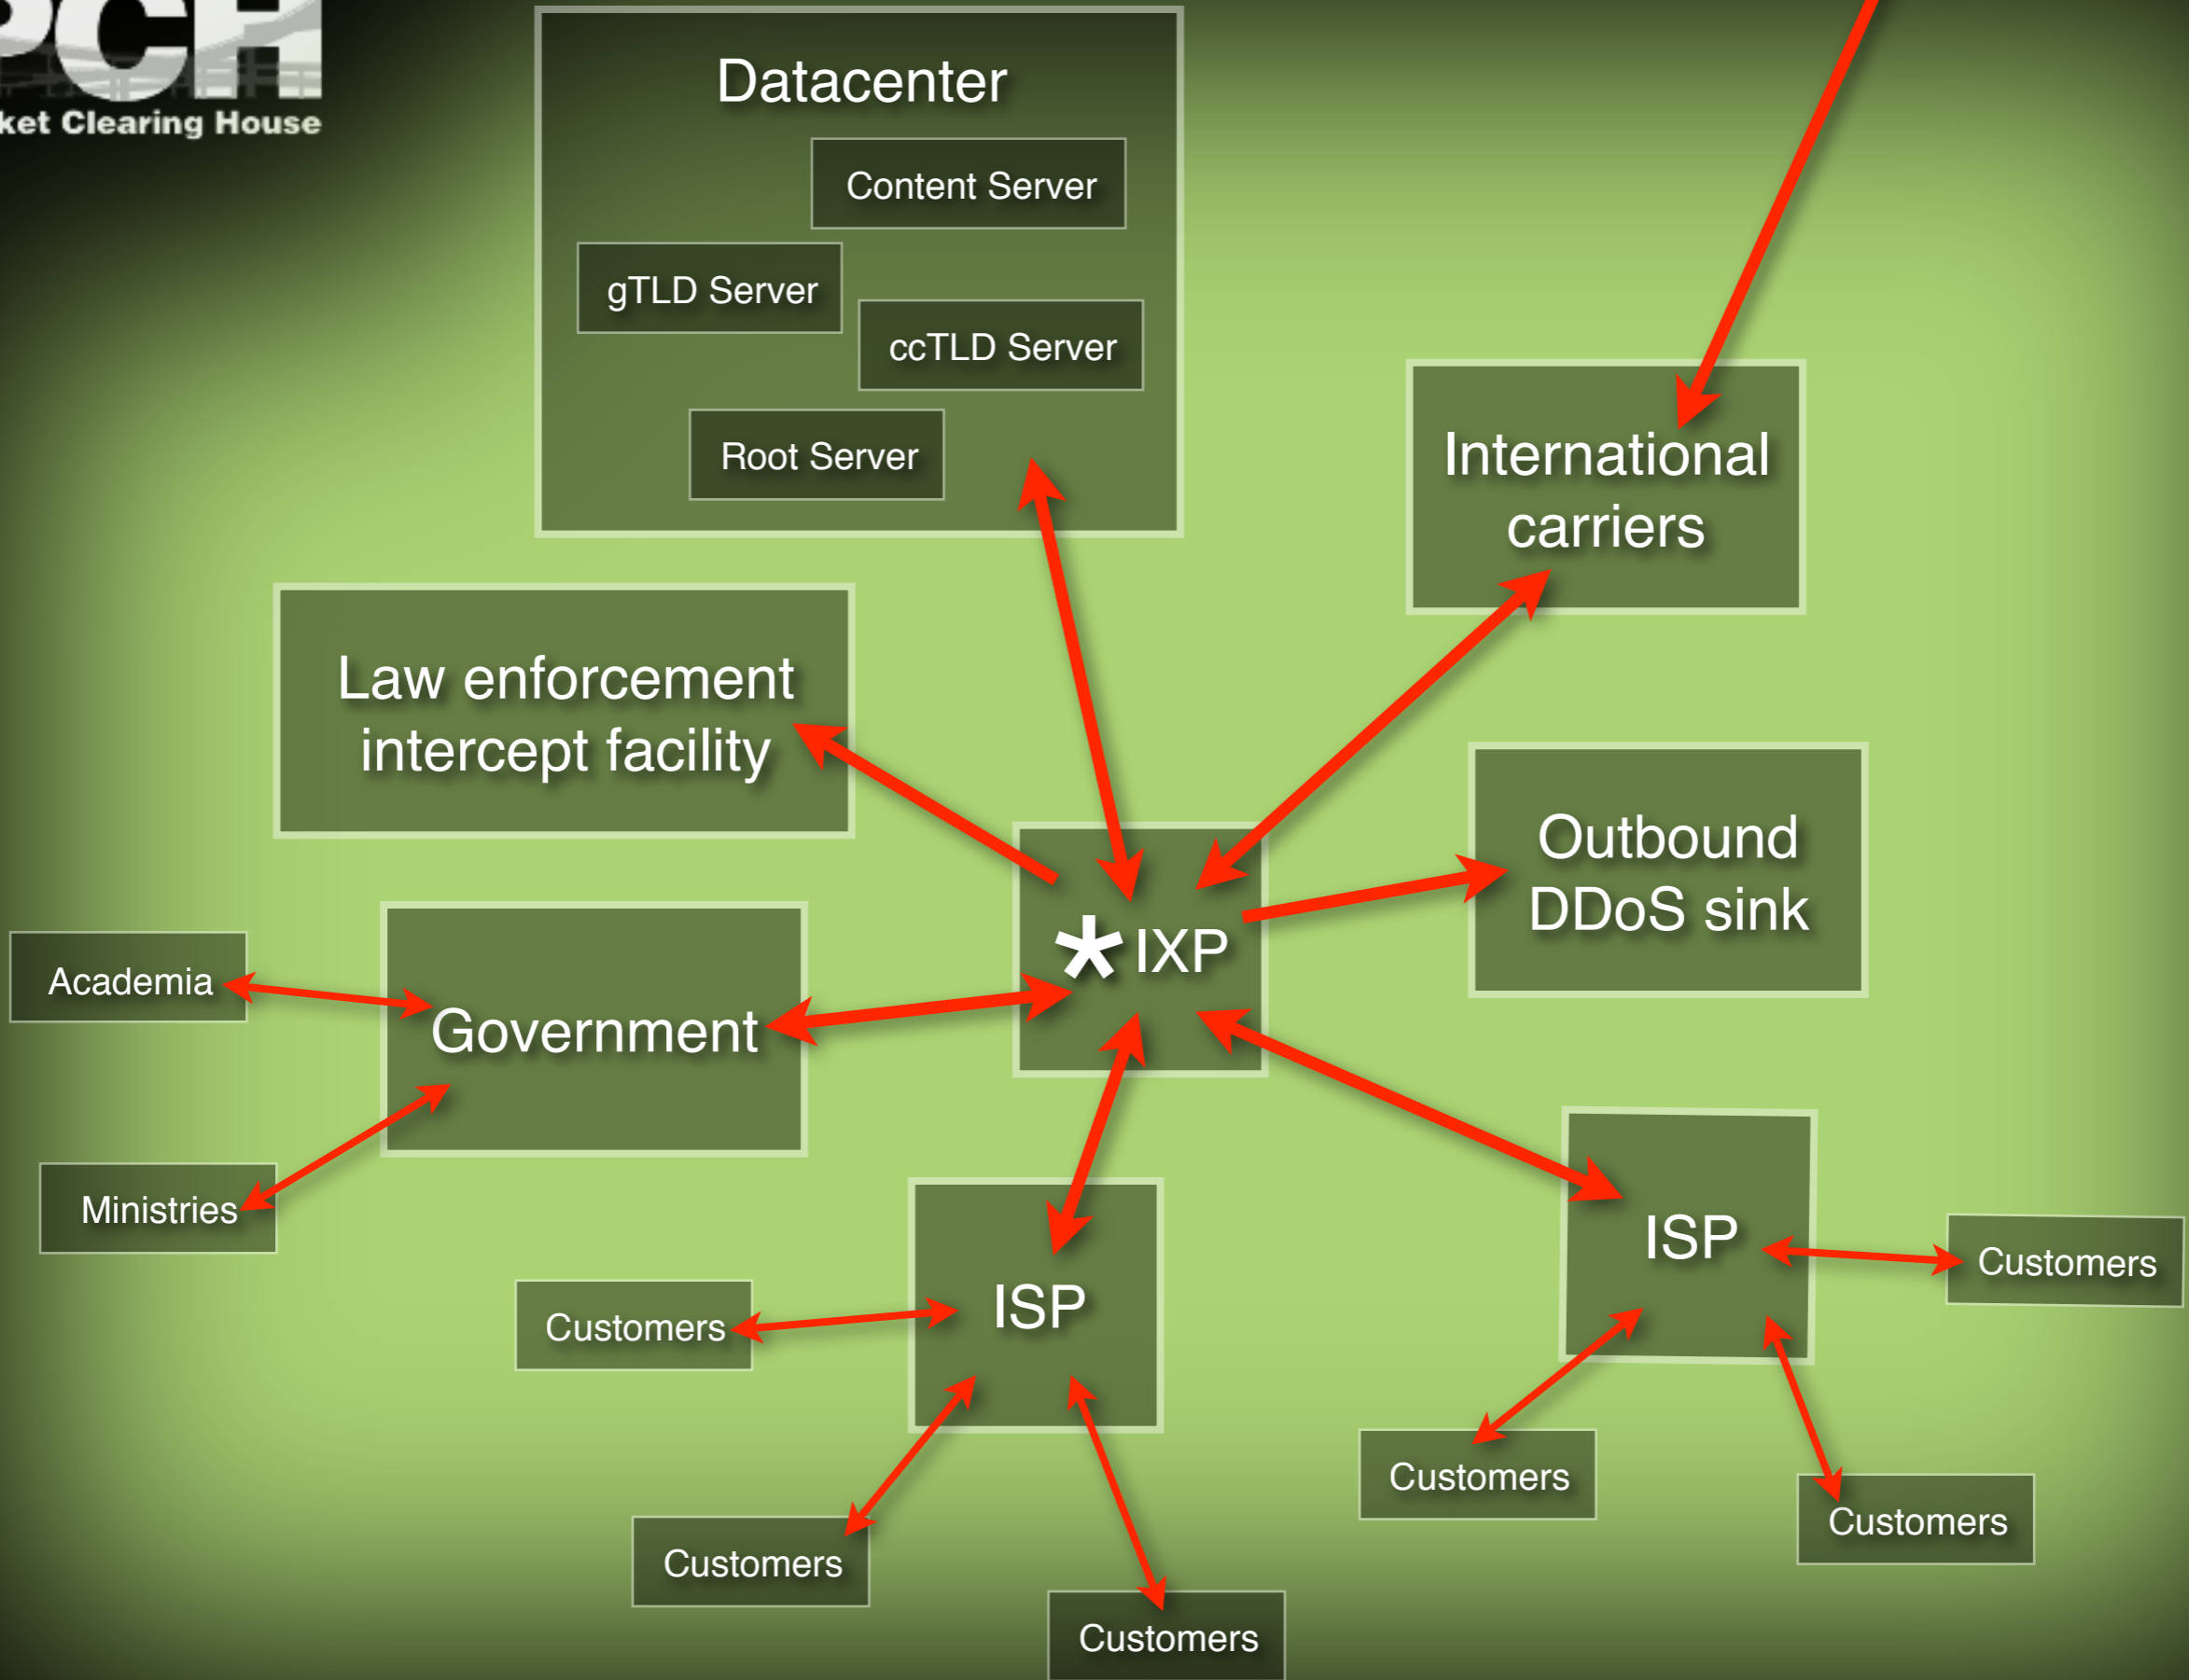 PCH
ket Clearing House
Datacenter
Content Server
gTLD Server
ccTLD Server
Root Server
International
carriers
Law enforcement
intercept facility
Outbound
DDoS sink
* IXP
Academia
Government
Ministries
ISP
Customers
ISP
Customers
Customers
Customers
Customers
Customers